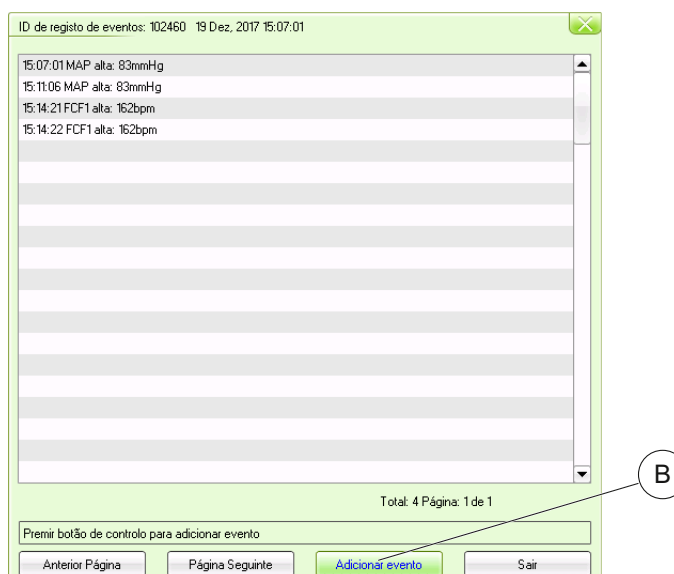 ID de registo de eventos: 102460 19 Dez, 2017 15:07:01
15:07:01 MAP alta: 83mmHg
15:11:06 MAP alta: 83mmHg
15:14:21 FCF1 alta: 162bpm
15:14:22 FCF1 alta: 162bpm
Total: 4 Página: 1 de 1
B
Premir botão de controlo para adicionar evento
Anterior Página Página Seguinte Adicionar evento Sair